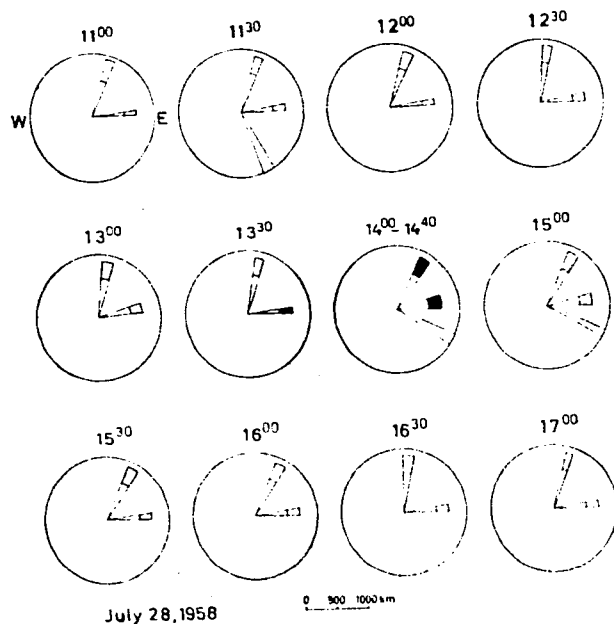 11⁰⁰ 11³⁰ 12⁰⁰ 12³⁰
W E
13⁰⁰ 13³⁰ 14⁰⁰ - 14⁴⁰ 15⁰⁰
15³⁰ 16⁰⁰ 16³⁰ 17⁰⁰
0 500 1000 km
July 28, 1958